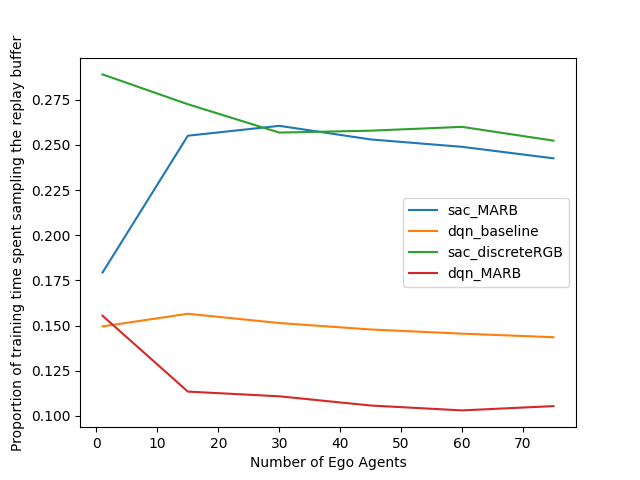 Proportion of training time spent sampling the replay buffer
0.275
0.250
0.225
0.200
0.175
0.150
0.125
0.100
sac_MARB
dqn_baseline
sac_discreteRGB
dqn_MARB
0 10 20 30 40 50 60 70
Number of Ego Agents